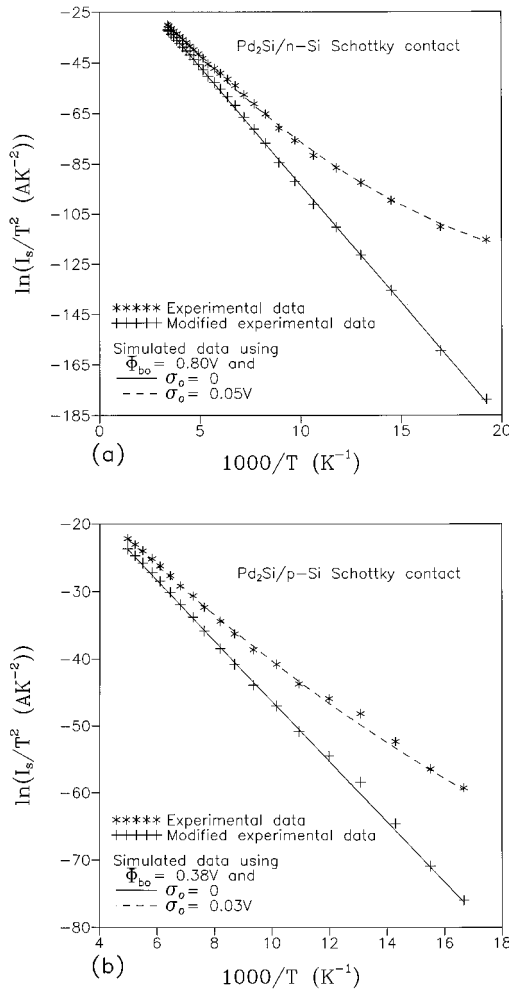 −25
−45
−65
−85
−105
−125
−145
−165
−185
ln(Iₛ/T² (AK⁻²))
Pd₂Si/n−Si Schottky contact
***** Experimental data
+++++ Modified experimental data
Simulated data using
Φbo= 0.80V and
σo= 0
σo= 0.05V
0 5 10 15 20
(a) 1000/T (K⁻¹)
−20
−30
−40
−50
−60
−70
−80
ln(Iₛ/T² (AK⁻²))
Pd₂Si/p−Si Schottky contact
**** Experimental data
++++ Modified experimental data
Simulated data using
Φbo= 0.38V and
σo= 0
σo= 0.03V
4 6 8 10 12 14 16 18
(b) 1000/T (K⁻¹)